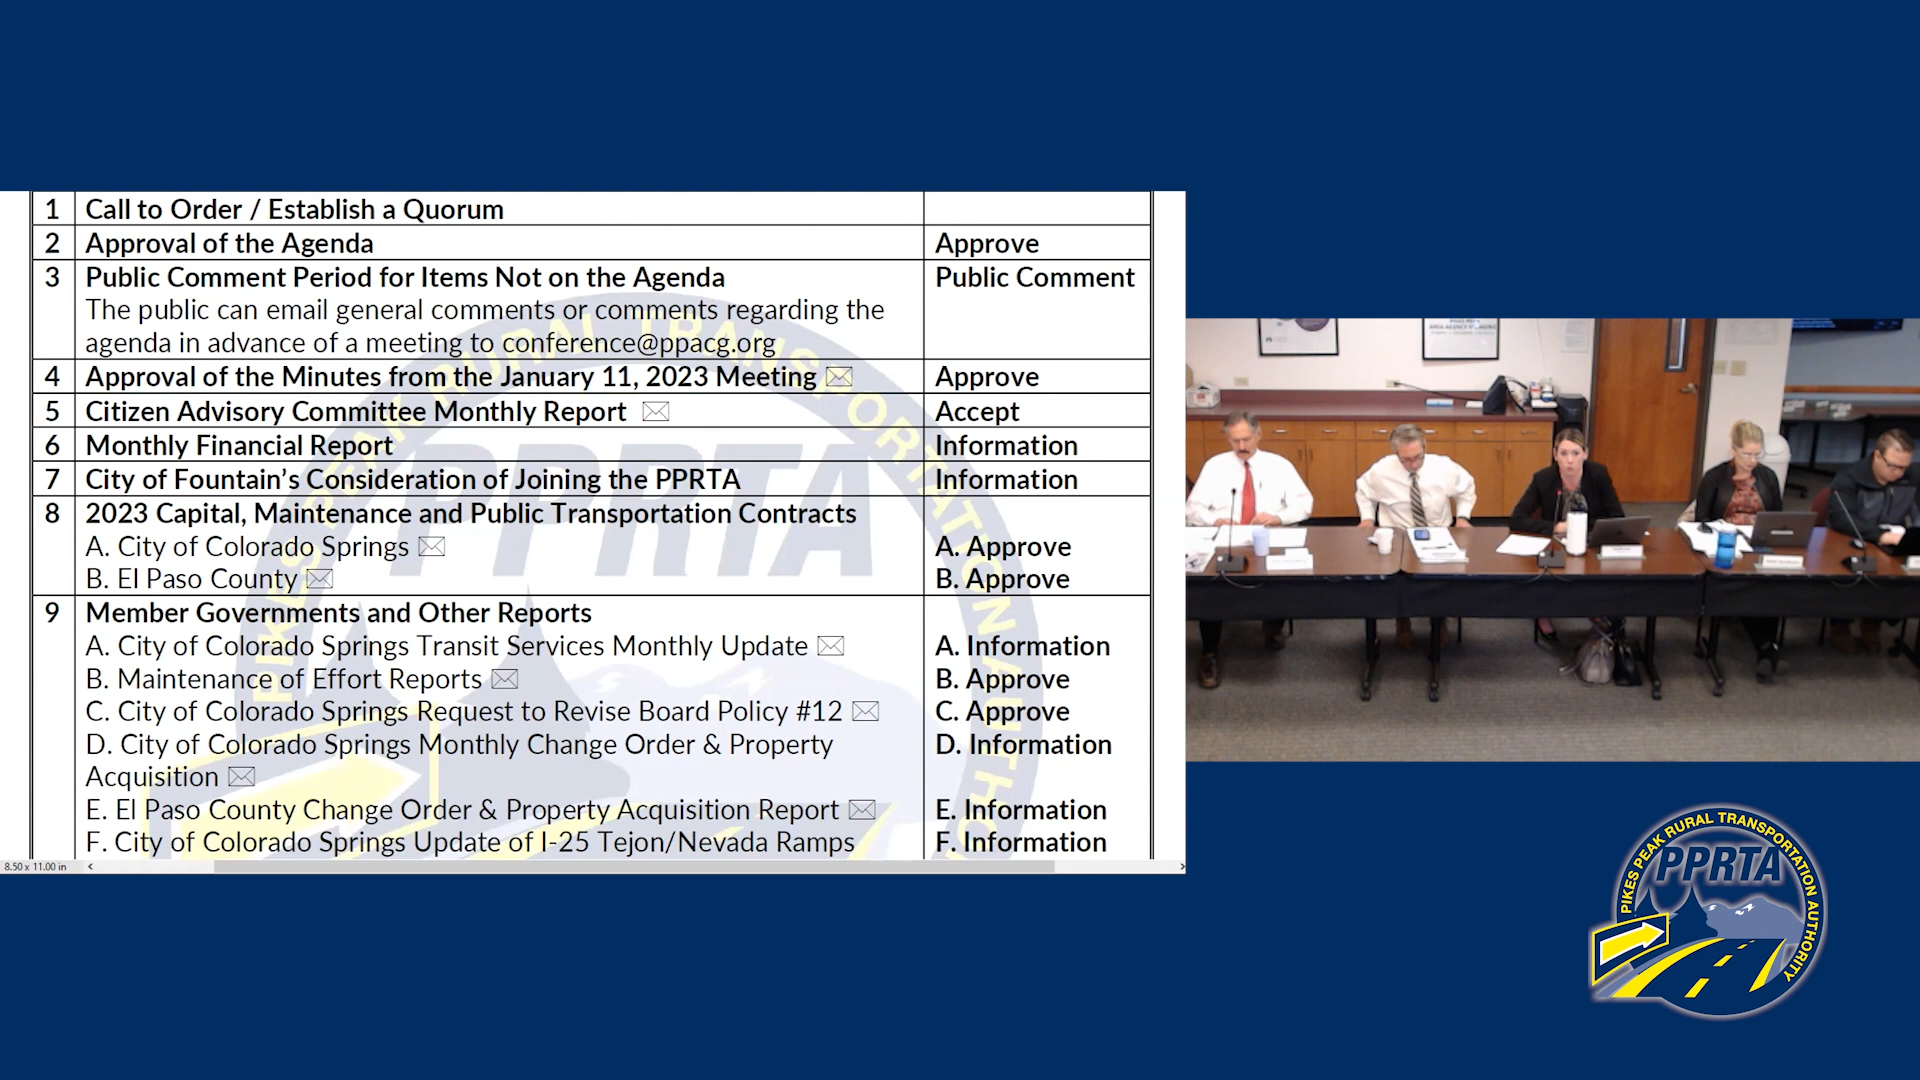 1 Call to Order / Establish a Quorum
2 Approval of the Agenda Approve
3 Public Comment Period for Items Not on the Agenda Public Comment
The public can email general comments or comments regarding the
agenda in advance of a meeting to conference@ppacg.org
4 Approval of the Minutes from the January 11, 2023 Meeting Approve
5 Citizen Advisory Committee Monthly Report Accept
6 Monthly Financial Report Information
7 City of Fountain’s Consideration of Joining the PPRTA Information
8 2023 Capital, Maintenance and Public Transportation Contracts
A. City of Colorado Springs A. Approve
B. El Paso County B. Approve
9 Member Governments and Other Reports
A. City of Colorado Springs Transit Services Monthly Update A. Information
B. Maintenance of Effort Reports B. Approve
C. City of Colorado Springs Request to Revise Board Policy #12 C. Approve
D. City of Colorado Springs Monthly Change Order & Property D. Information
Acquisition
E. El Paso County Change Order & Property Acquisition Report E. Information
F. City of Colorado Springs Update of I-25 Tejon/Nevada Ramps F. Information
8.50 x 11.00 in
PIKES PEAK RURAL TRANSPORTATION AUTHORITY
PPRTA
PIKES PEAK RURAL TRANSPORTATION AUTHORITY
PPRTA